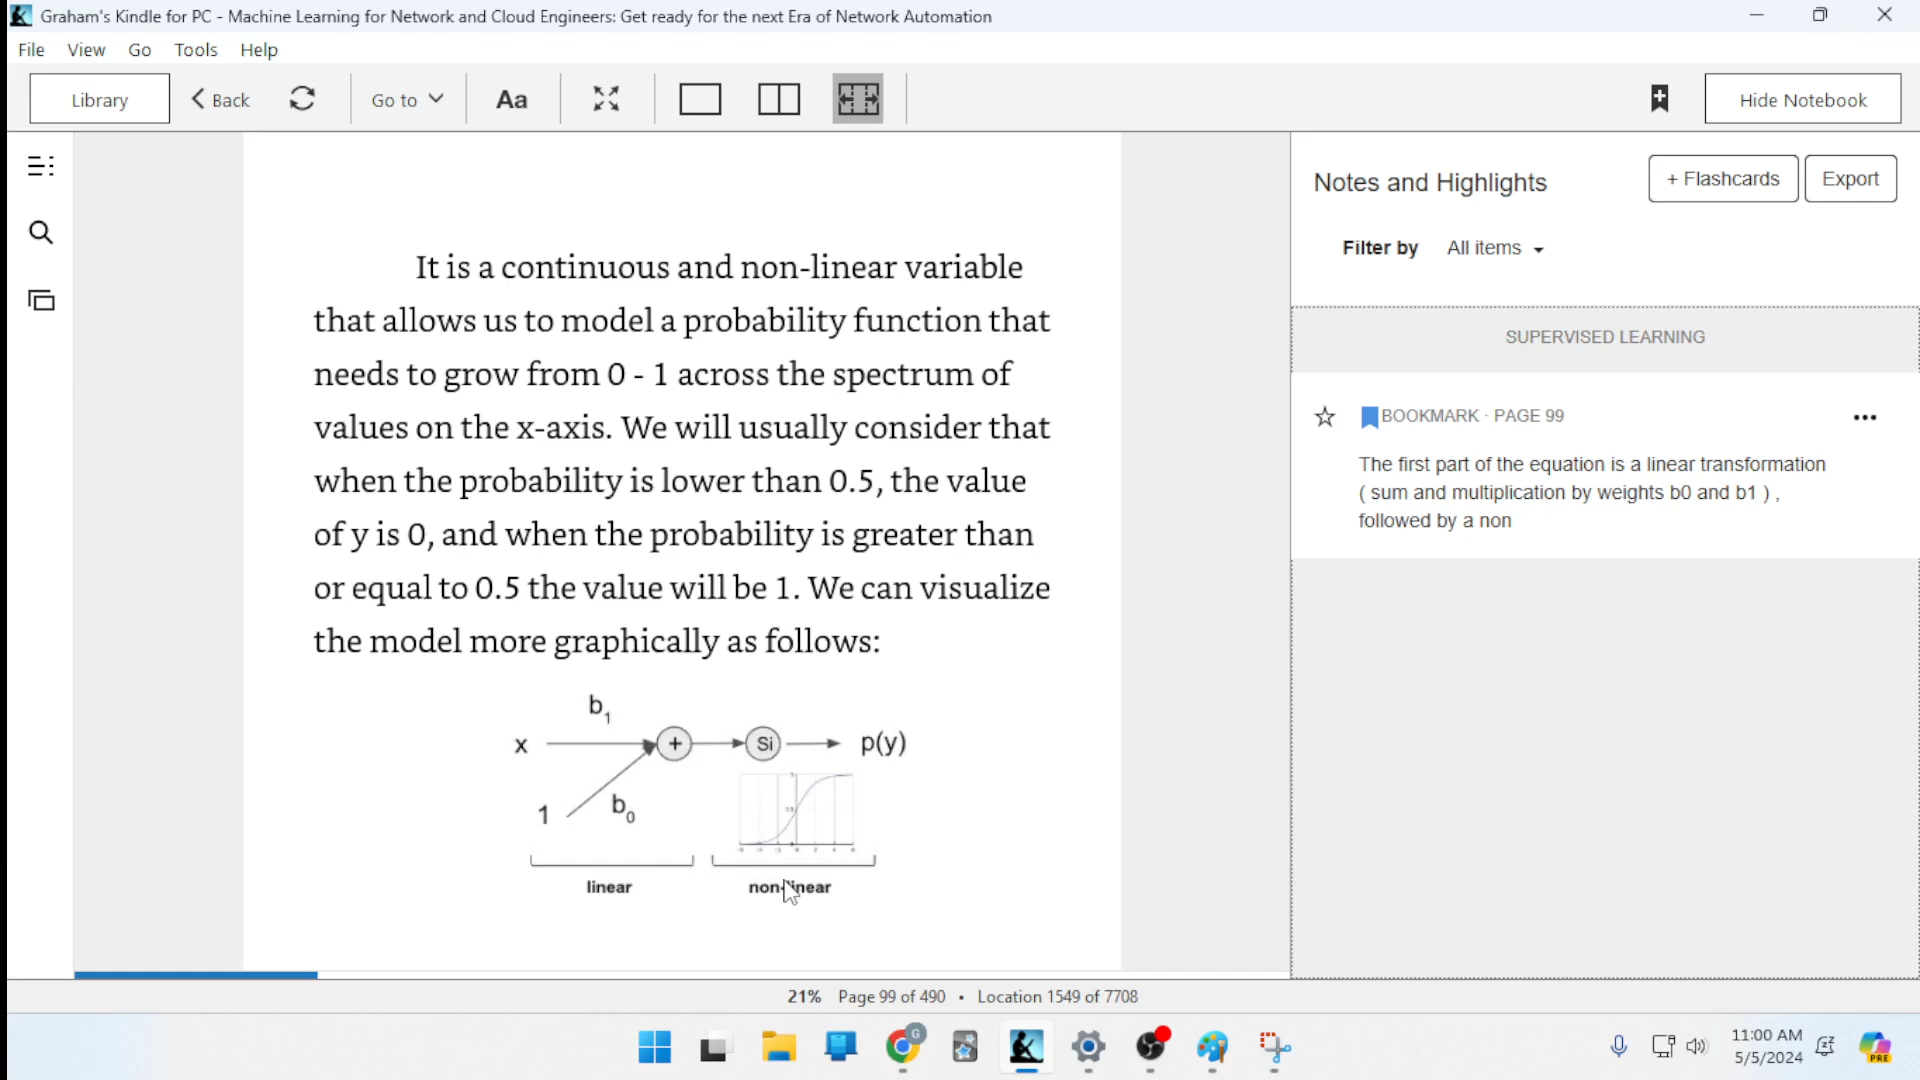 Graham's Kindle for PC - Machine Learning for Network and Cloud Engineers: Get ready for the next Era of Network Automation
File View Go Tools Help
Library Back Go to Aa Hide Notebook
Notes and Highlights + Flashcards Export
Filter by All items
SUPERVISED LEARNING
BOOKMARK · PAGE 99
The first part of the equation is a linear transformation
( sum and multiplication by weights b0 and b1 ) ,
followed by a non
It is a continuous and non-linear variable
that allows us to model a probability function that
needs to grow from 0 - 1 across the spectrum of
values on the x-axis. We will usually consider that
when the probability is lower than 0.5, the value
of y is 0, and when the probability is greater than
or equal to 0.5 the value will be 1. We can visualize
the model more graphically as follows:
b1
x + Si p(y)
1 b0
linear non-linear
21% Page 99 of 490 • Location 1549 of 7708
G
11:00 AM
5/5/2024
PRE